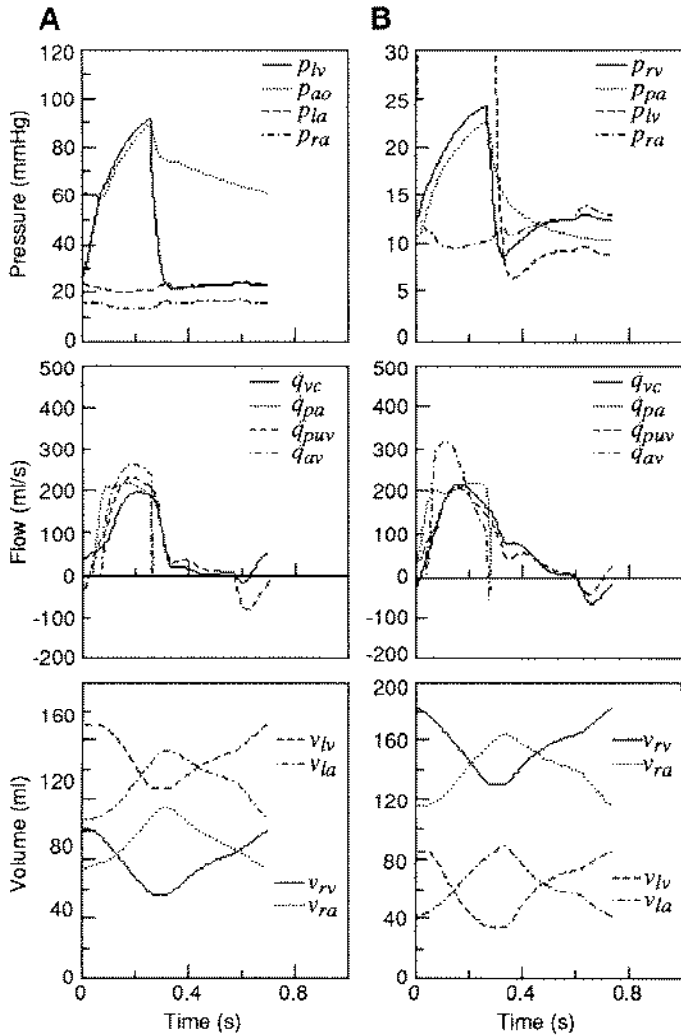 A
B
120
100
80
60
40
20
0
Pressure (mmHg)
p_lv
p_ao
p_la
p_ra
30
25
20
15
10
5
0
p_rv
p_pa
p_lv
p_ra
500
400
300
200
100
0
-100
-200
Flow (ml/s)
q̇_vc
q̇_pa
q̇_puv
q̇_av
500
400
300
200
100
0
-100
-200
q̇_vc
q̇_pa
q̇_puv
q̇_av
160
120
80
40
0
Volume (ml)
v_lv
v_la
v_rv
v_ra
0 0.4 0.8
Time (s)
200
160
120
80
40
0
v_rv
v_ra
v_lv
v_la
0 0.4 0.8
Time (s)